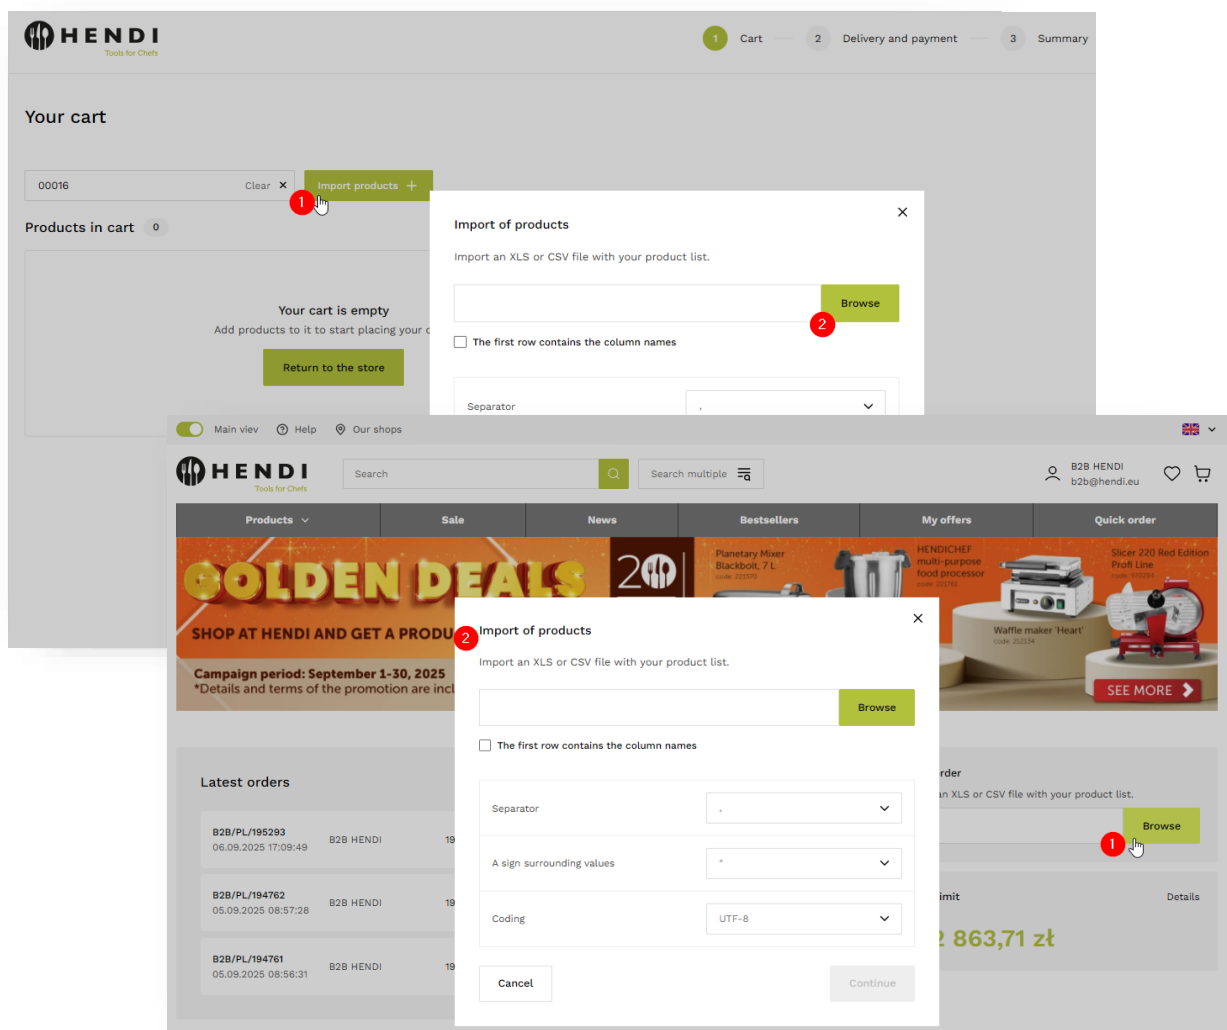 HENDI
Tools for Chefs
1 Cart 2 Delivery and payment 3 Summary
Your cart
00016 Clear Import products
1
Products in cart 0
Your cart is empty
Add products to it to start placing your
Return to the store
Import of products
Import an XLS or CSV file with your product list.
Browse
2
The first row contains the column names
Separator ,
Main viev Help Our shops
HENDI
Tools for Chefs
Search
Search multiple
B2B HENDI
b2b@hendi.eu
Products Sale News Bestsellers My offers Quick order
GOLDEN DEALS
20
SHOP AT HENDI AND GET A
Campaign period: September 1-30, 2025
*Details and terms of the promotion are
Planetary Mixer
Blackbolt, 7 L
code: 221570
HENDICHEF
multi-purpose
food processor
Waffle maker 'Heart'
code: 212134
Slicer 220 Red Edition
Profi Line
code: 970294
SEE MORE
2
Import of products
Import an XLS or CSV file with your product list.
Browse
The first row contains the column names
Separator ,
A sign surrounding values "
Coding UTF-8
Cancel
Continue
Latest orders
B2B/PL/195293
06.09.2025 17:09:49
B2B HENDI
19
B2B/PL/194762
05.09.2025 08:57:28
B2B HENDI
19
B2B/PL/194761
05.09.2025 08:56:31
B2B HENDI
19
rder
an XLS or CSV file with your product list.
Browse
1
imit
Details
2 863,71 zł